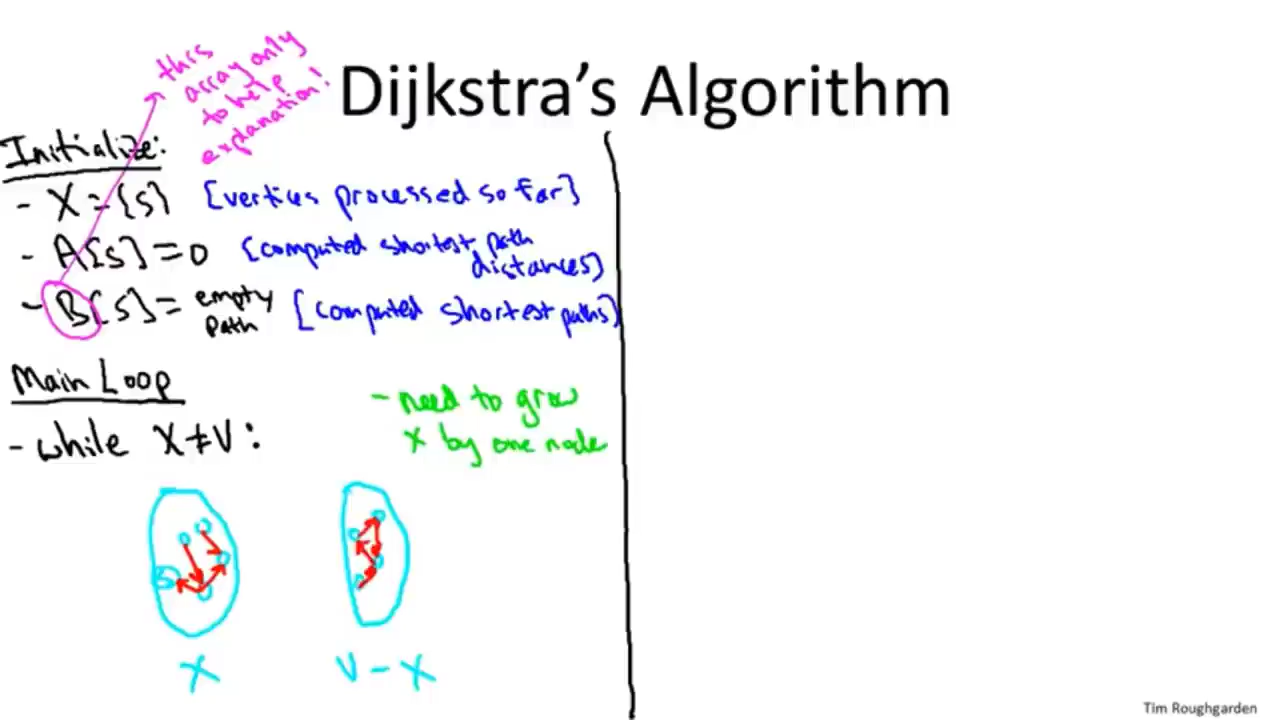 Dijkstra's Algorithm
this
array only
to help
explanation!
Initialize:
- X = {s} [vertices processed so far]
- A[s] = 0 [computed shortest path
distances]
- B[s] = empty
path [computed shortest paths]
Main Loop
- while X ≠ V:
- need to grow
X by one node
S
X
V - X
Tim Roughgarden